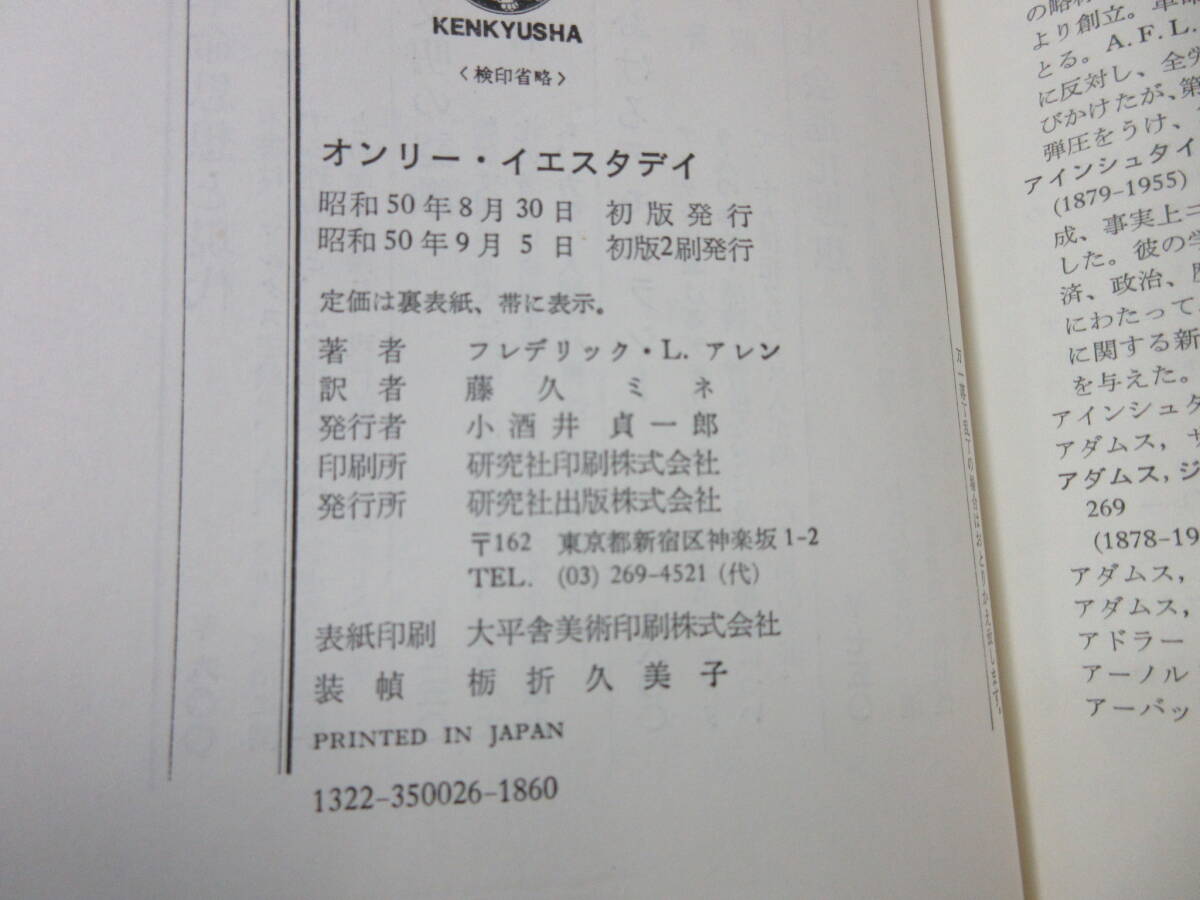 KENKYUSHA
〈検印省略〉
オンリー・イエスタデイ
昭和50年8月30日 初版発行
昭和50年9月5日 初版2刷発行
定価は裏表紙、帯に表示。
著者 フレデリック・L. アレン
訳者 藤久ミネ
発行者 小酒井貞一郎
印刷所 研究社印刷株式会社
発行所 研究社出版株式会社
〒162 東京都新宿区神楽坂1-2
TEL. (03) 269-4521 (代)
表紙印刷 大平舎美術印刷株式会社
装幀 栃折久美子
PRINTED IN JAPAN
1322-350026-1860
の略称
より創立。革命
とる。A.F.L.
に反対し、全労
びかけたが、第
弾圧をうけ、
アインシュタイ
(1879-1955)
成、事実上
した。彼の学
済、政治、
にわたって
に関する新
を与えた。
アインシュタ
アダムス,
アダムス, ジ
269
(1878-19
アダムス,
アダムス,
アドラー
アーノル
アーバッ